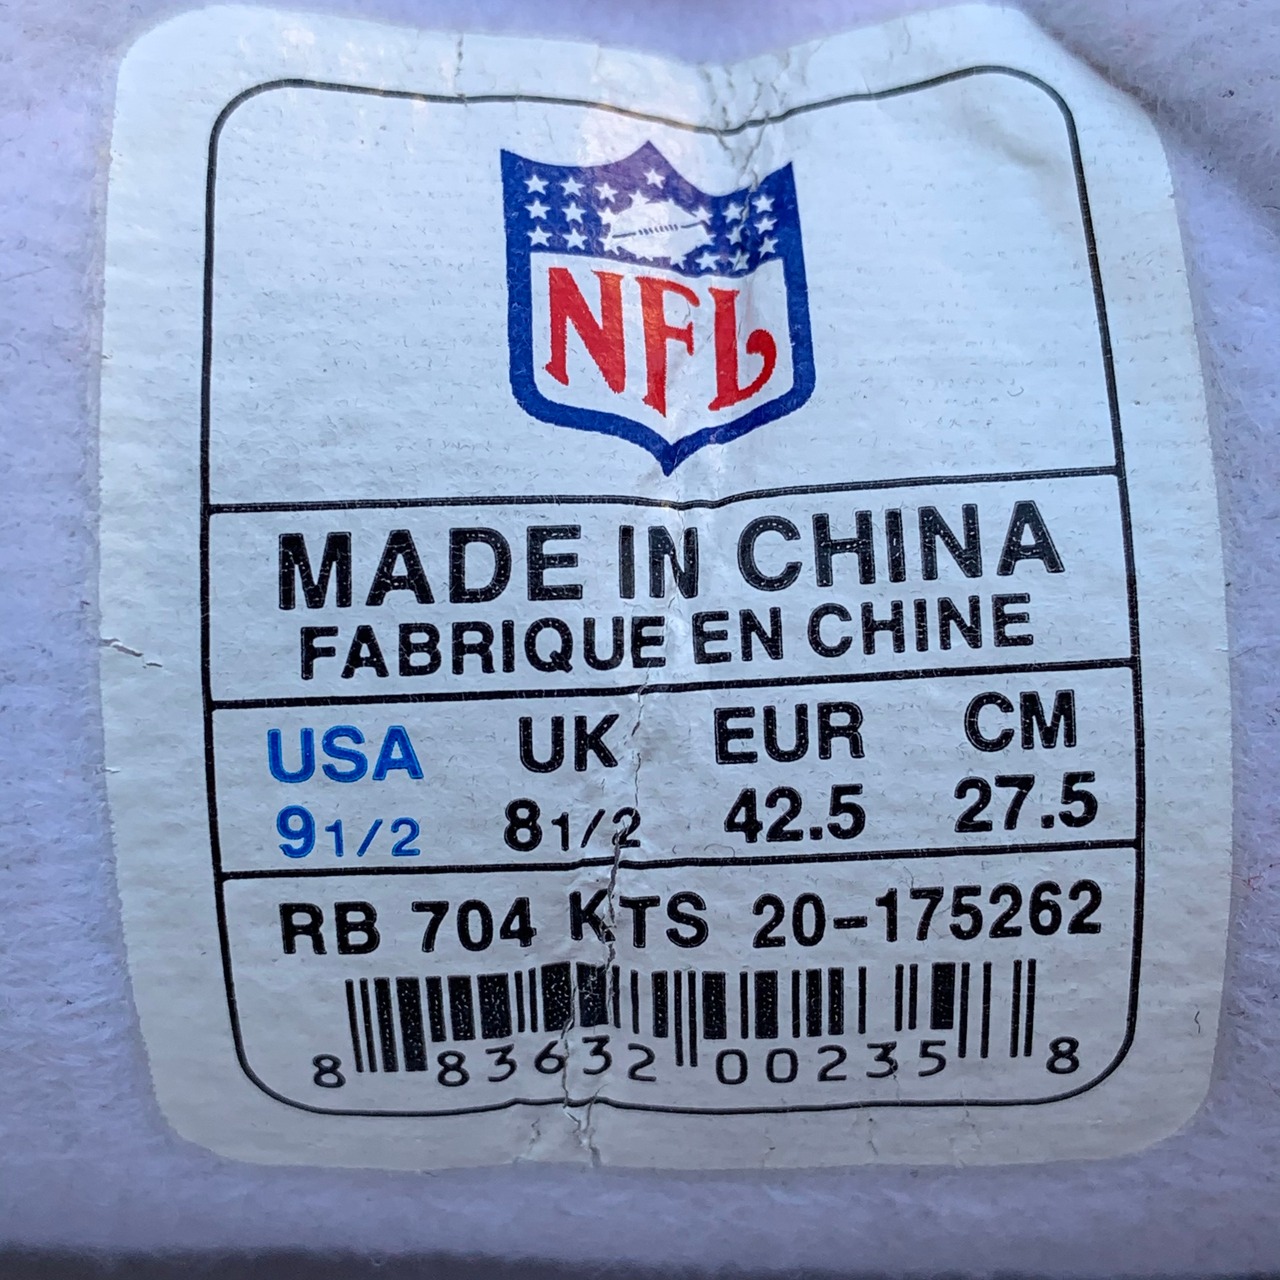 NFL
MADE IN CHINA
FABRIQUE EN CHINE
USA UK EUR CM
9 1/2 8 1/2 42.5 27.5
RB 704 KTS 20-175262
8 83632 00235 8